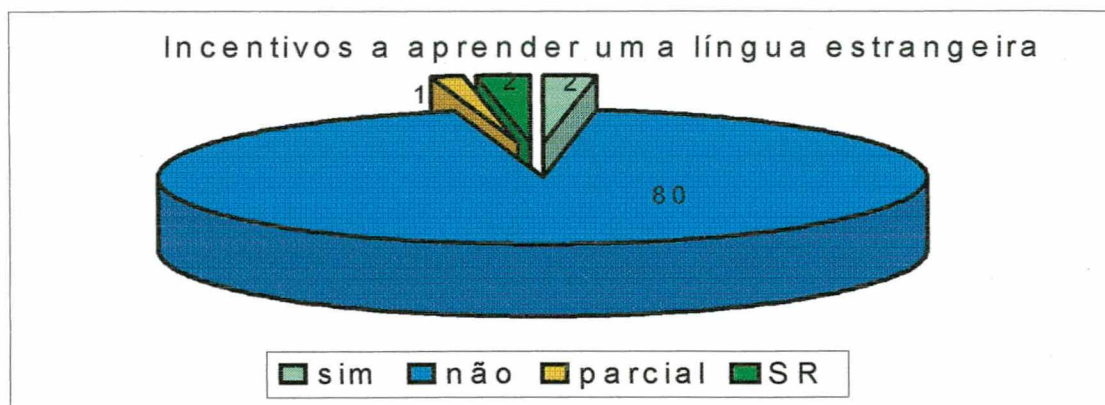 Incentivos a aprender uma língua estrangeira
1 2 2
80
sim não parcial SR